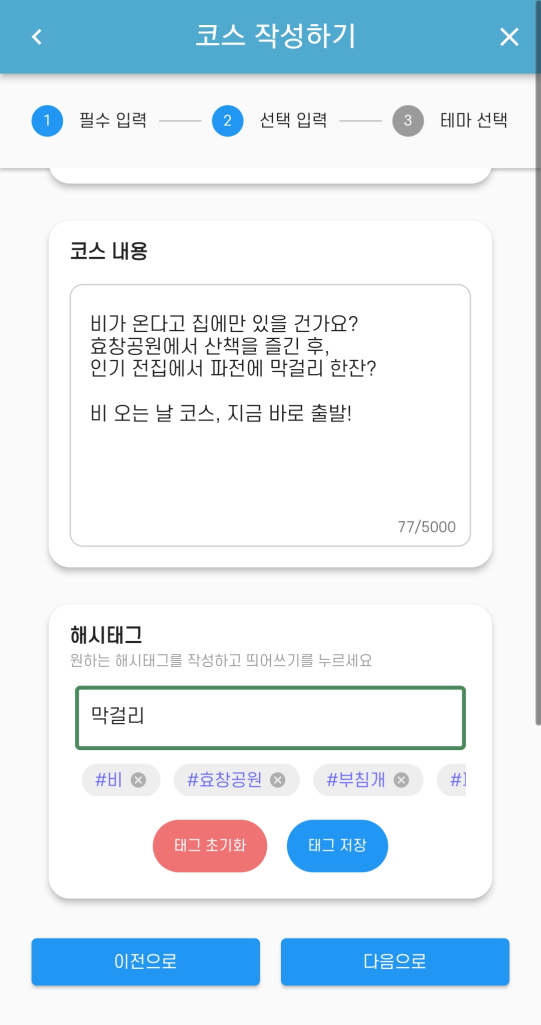 코스 작성하기
1 필수 입력 2 선택 입력 3 테마 선택
코스 내용
비가 온다고 집에만 있을 건가요?
효창공원에서 산책을 즐긴 후,
인기 전집에서 파전에 막걸리 한잔?
비 오는 날 코스, 지금 바로 출발!
77/5000
해시태그
원하는 해시태그를 작성하고 띄어쓰기를 누르세요
막걸리
#비 #효창공원 #부침개
태그 초기화 태그 저장
이전으로 다음으로